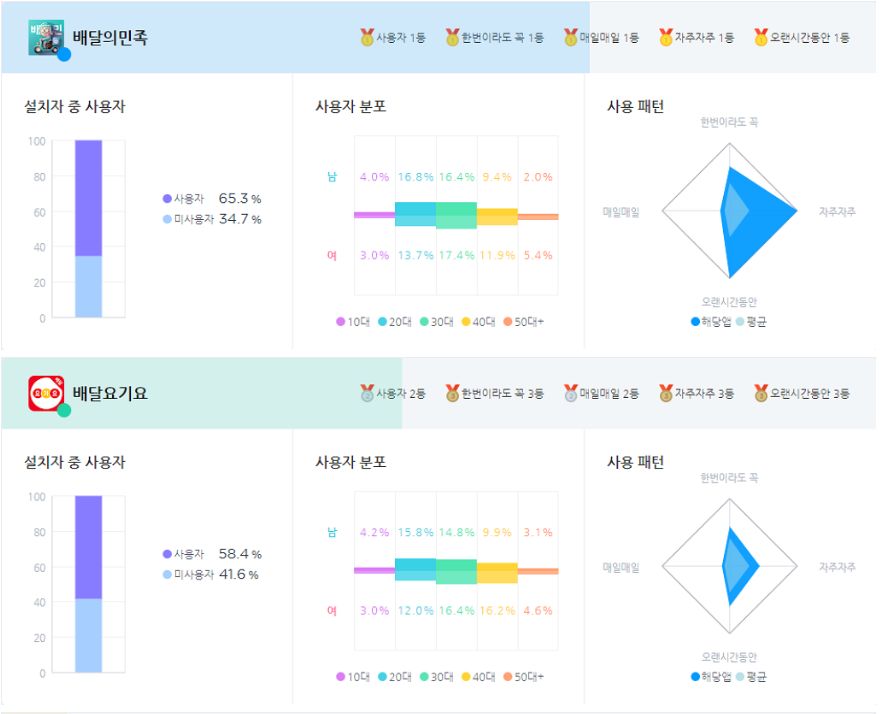 배달의민족
사용자 1등 한번이라도 꼭 1등 매일매일 1등 자주자주 1등 오랜시간동안 1등
설치자 중 사용자
100
80
60
40
20
0
사용자 65.3 %
미사용자 34.7 %
사용자 분포
남 4.0% 16.8% 16.4% 9.4% 2.0%
여 3.0% 13.7% 17.4% 11.9% 5.4%
10대 20대 30대 40대 50대+
사용 패턴
한번이라도 꼭
매일매일
자주자주
오랜시간동안
해당앱 평균
요기요
배달요기요
사용자 2등 한번이라도 꼭 3등 매일매일 2등 자주자주 3등 오랜시간동안 3등
설치자 중 사용자
100
80
60
40
20
0
사용자 58.4 %
미사용자 41.6 %
사용자 분포
남 4.2% 15.8% 14.8% 9.9% 3.1%
여 3.0% 12.0% 16.4% 16.2% 4.6%
10대 20대 30대 40대 50대+
사용 패턴
한번이라도 꼭
매일매일
자주자주
오랜시간동안
해당앱 평균